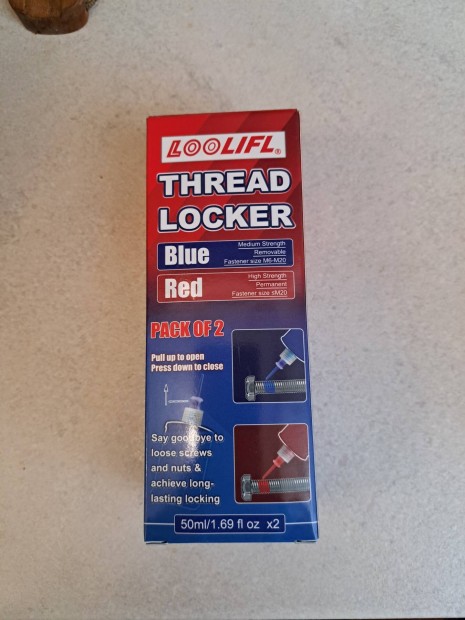 LOOLIFL®
THREAD
LOCKER
Blue
Medium Strength
Removable
Fastener size M6-M20
Red
High Strength
Permanent
Fastener size ≤M20
PACK OF 2
Pull up to open
Press down to close
Say goodbye to
loose screws
and nuts &
achieve long-
lasting locking
50ml/1.69 fl oz x2